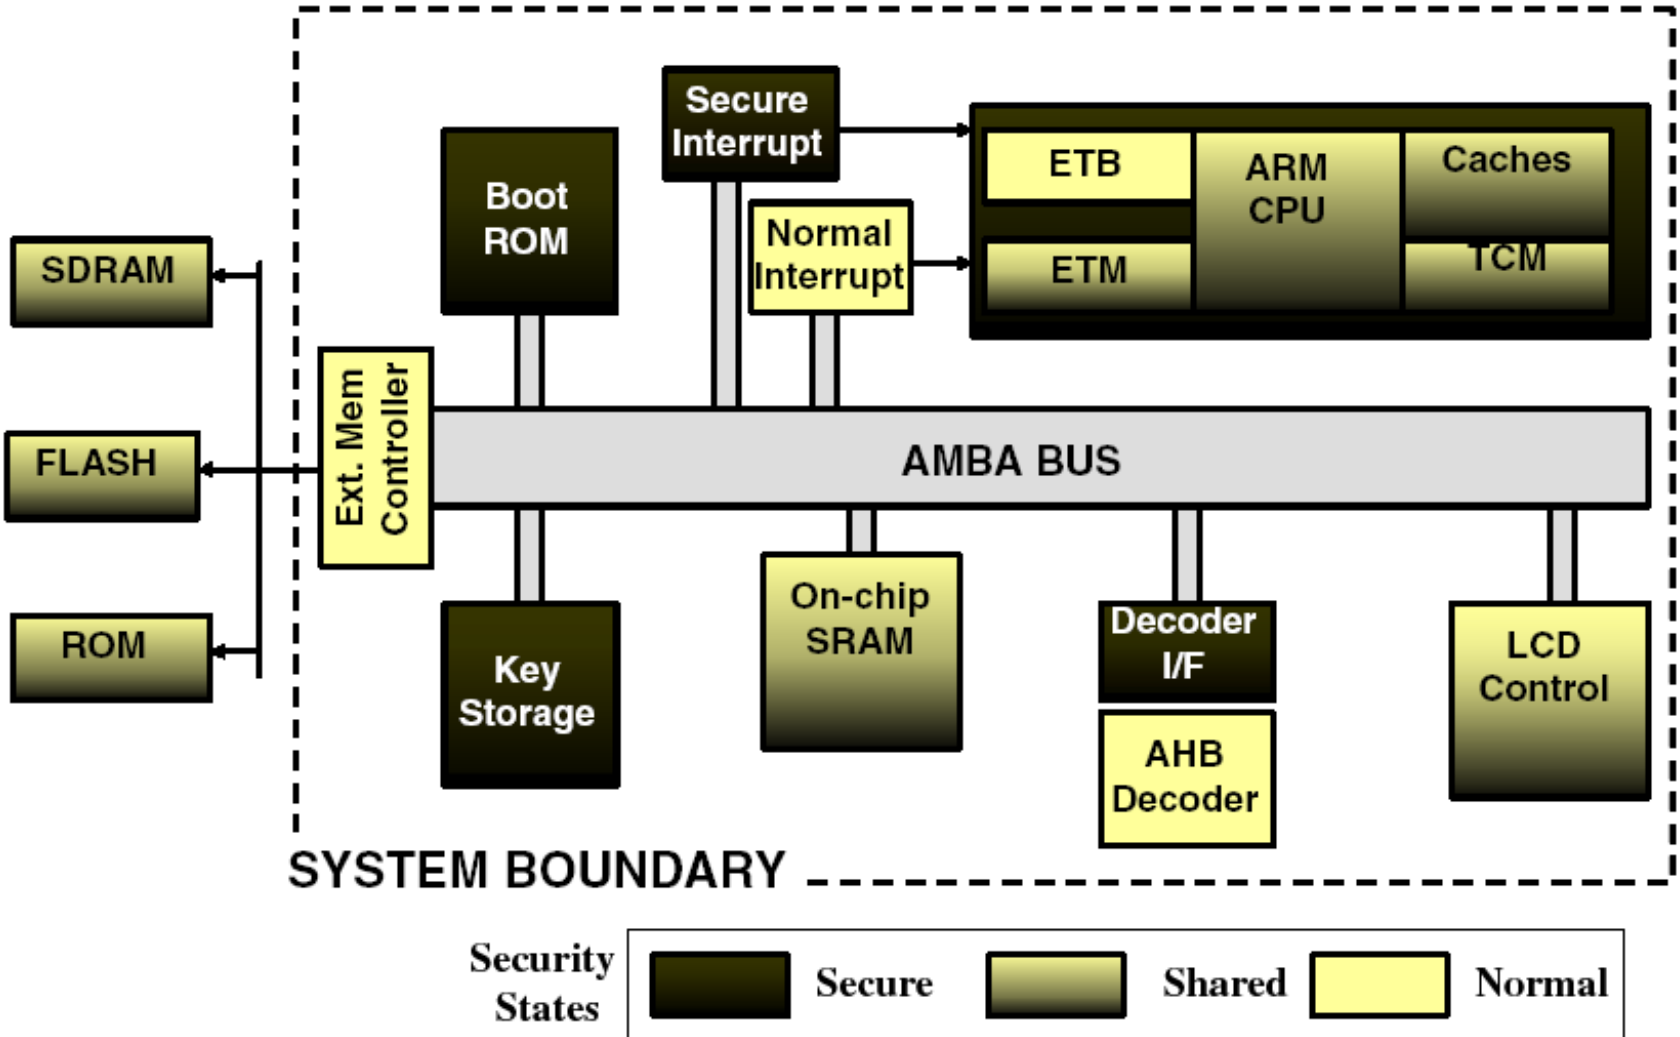 Secure
Interrupt
Boot
ROM
Normal
Interrupt
ETB
ETM
ARM
CPU
Caches
TCM
SDRAM
FLASH
ROM
Ext. Mem
Controller
AMBA BUS
Key
Storage
On-chip
SRAM
Decoder
I/F
AHB
Decoder
LCD
Control
SYSTEM BOUNDARY
Security
States
Secure
Shared
Normal